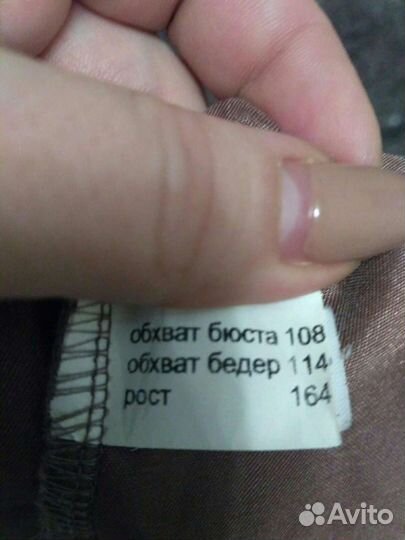 обхват бюста 108
обхват бедер 114
рост 164
Avito